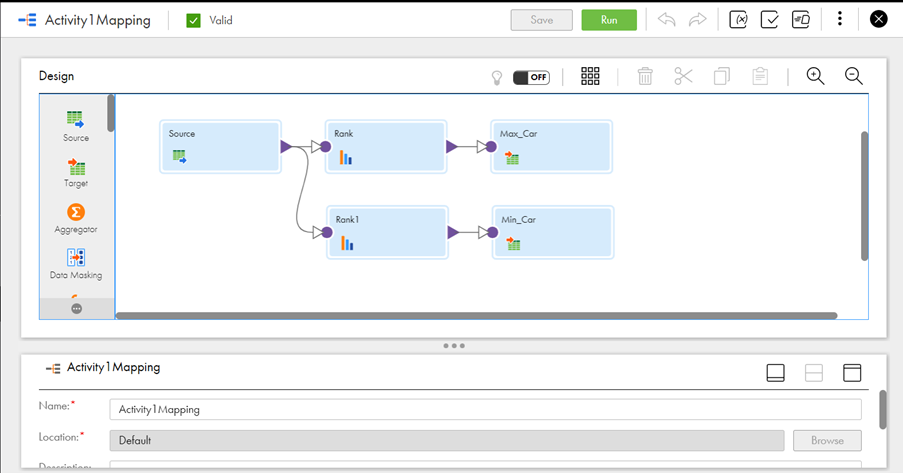 Activity1Mapping
Valid
Save
Run
Design
OFF
Source
Target
Aggregator
Data Masking
Source
Rank
Max_Car
Rank1
Min_Car
Activity1Mapping
Name:*
Activity1Mapping
Location:*
Default
Browse
Description: